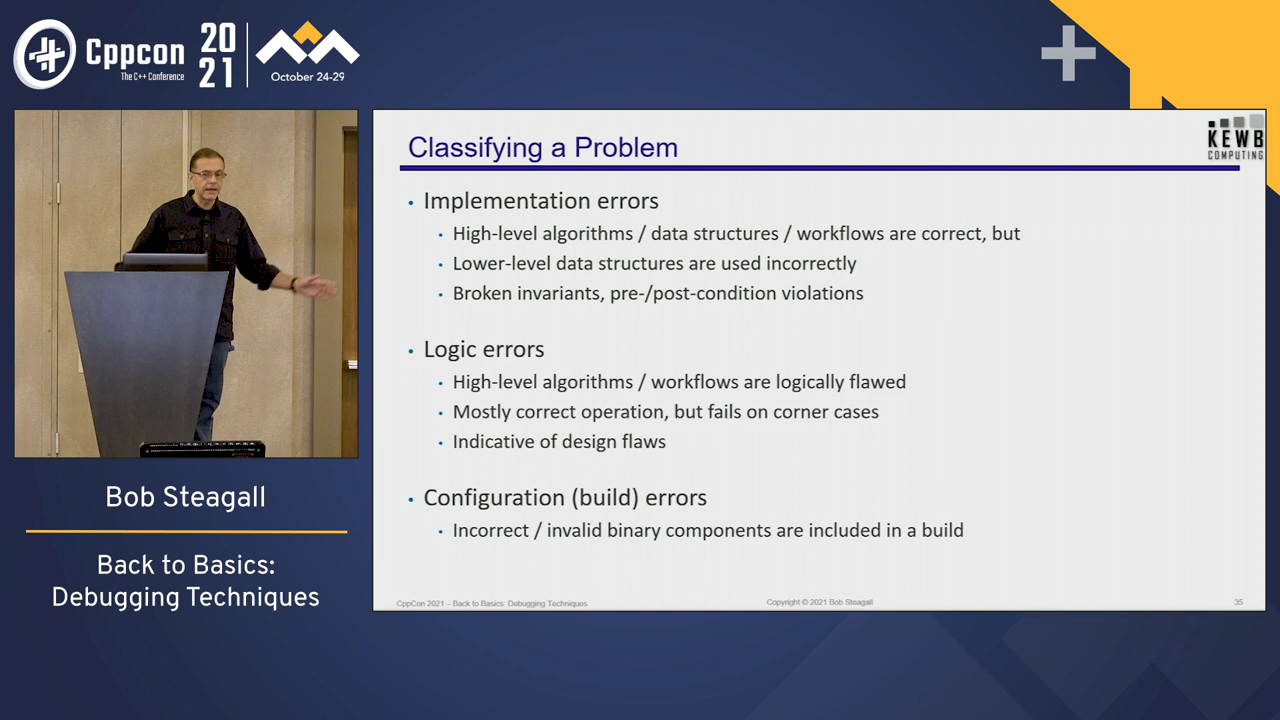 Cppcon
The C++ Conference
20
21
October 24-29
Classifying a Problem
KEWB
COMPUTING
• Implementation errors
• High-level algorithms / data structures / workflows are correct, but
• Lower-level data structures are used incorrectly
• Broken invariants, pre-/post-condition violations
• Logic errors
• High-level algorithms / workflows are logically flawed
• Mostly correct operation, but fails on corner cases
• Indicative of design flaws
• Configuration (build) errors
• Incorrect / invalid binary components are included in a build
CppCon 2021 – Back to Basics: Debugging Techniques
Copyright © 2021 Bob Steagall
35
Bob Steagall
Back to Basics:
Debugging Techniques